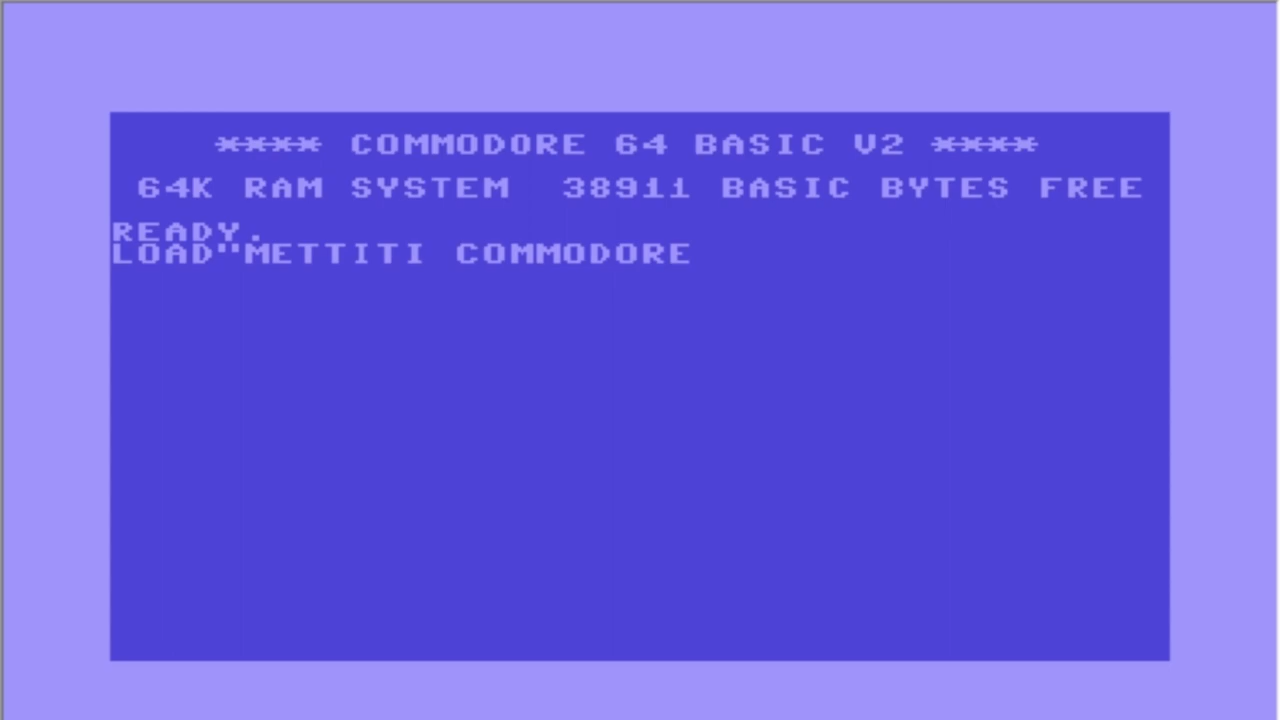 **** COMMODORE 64 BASIC V2 ****
64K RAM SYSTEM  38911 BASIC BYTES FREE
READY.
LOAD"METTITI COMMODORE